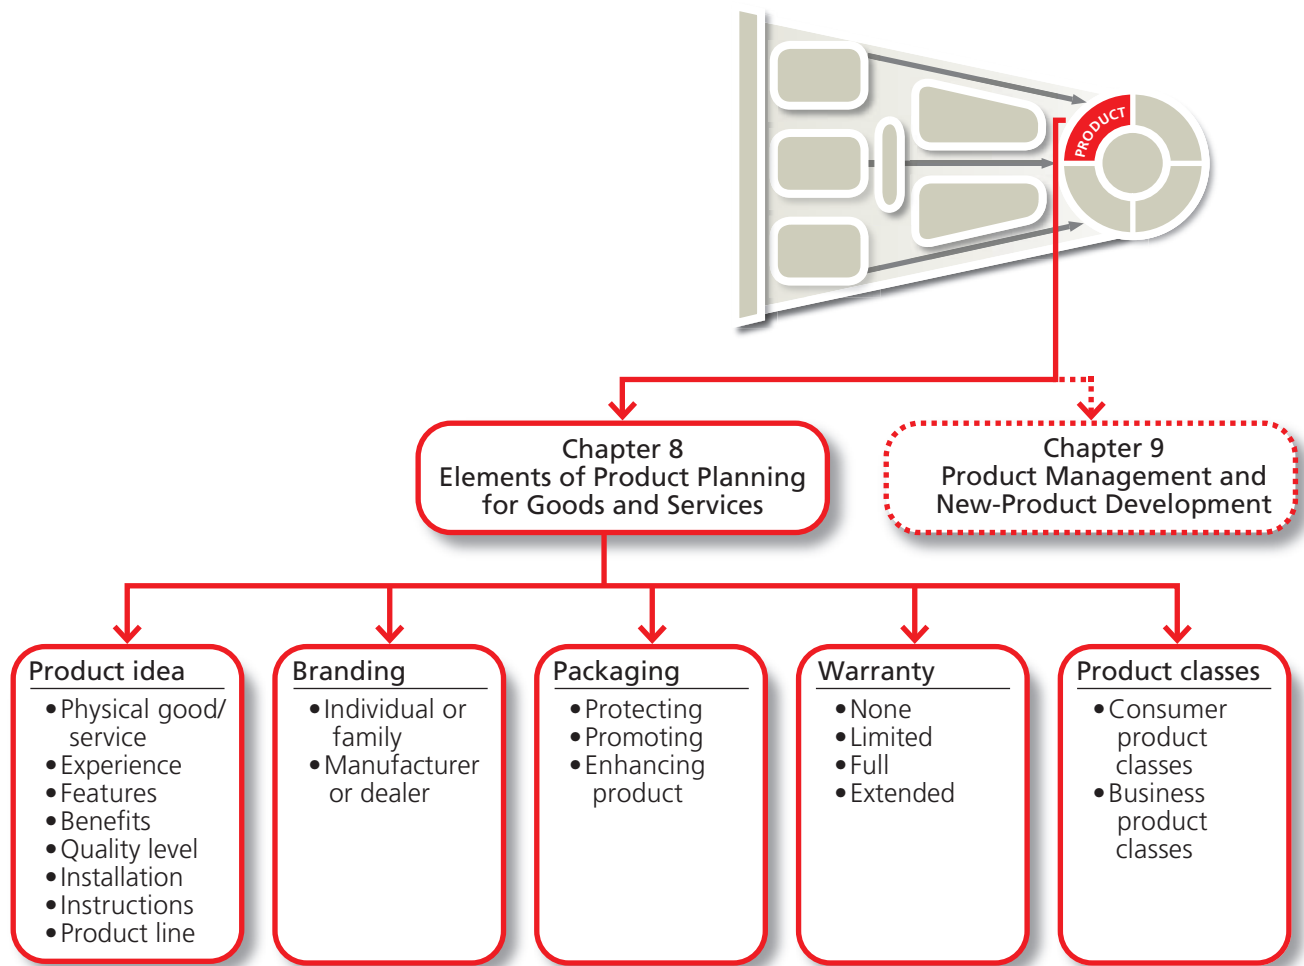 PRODUCT
Chapter 8
Elements of Product Planning
for Goods and Services
Chapter 9
Product Management and
New-Product Development
Product idea
•Physical good/
service
•Experience
•Features
•Benefits
•Quality level
•Installation
•Instructions
•Product line
Branding
•Individual or
family
•Manufacturer
or dealer
Packaging
•Protecting
•Promoting
•Enhancing
product
Warranty
•None
•Limited
•Full
•Extended
Product classes
•Consumer
product
classes
•Business
product
classes